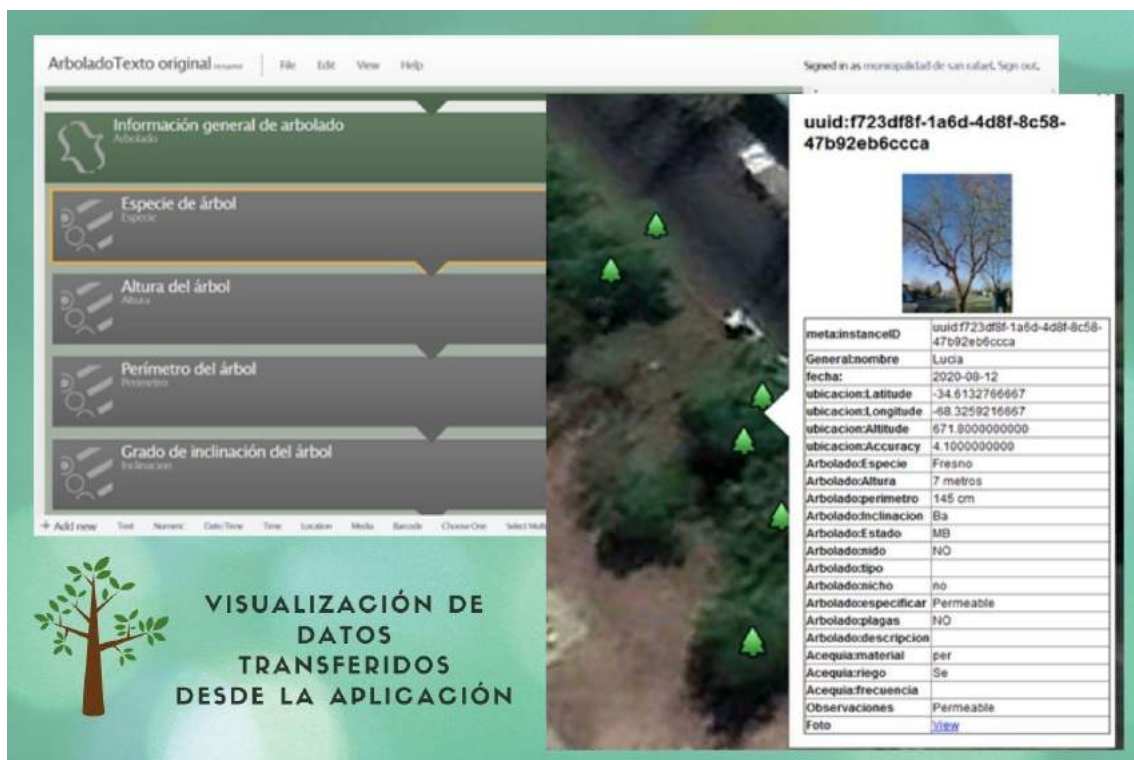 ArboladoTexto original rename File Edit View Help
Signed in as municipalidad de san rafael. Sign out.
Información general de arbolado
Arbolado
Especie de árbol
Especie
Altura del árbol
Altura
Perímetro del árbol
Perimetro
Grado de inclinación del árbol
Inclinacion
+ Add new Text Numeric Date/Time Time Location Media Barcode Choose One Select Mult
uuid:f723df8f-
1a6d-4d8f-8c58-
47b92eb6ccca
meta:instanceID uuid:f723df8f-1a6d-4d8f-8c58-
47b92eb6ccca
General:nombre Lucia
fecha: 2020-08-12
ubicacion:Latitude -34.6132766667
ubicacion:Longitude -68.3259216667
ubicacion:Altitude 671.8000000000
ubicacion:Accuracy 4.1000000000
Arbolado:Especie Fresno
Arbolado:Altura 7 metros
Arbolado:perimetro 145 cm
Arbolado:Inclinacion Ba
Arbolado:Estado MB
Arbolado:nido NO
Arbolado:tipo
Arbolado:nicho no
Arbolado:especificar Permeable
Arbolado:plagas NO
Arbolado:descripcion
Acequia:material per
Acequia:riego Se
Acequia:frecuencia
Observaciones Permeable
Foto View
VISUALIZACIÓN DE
DATOS
TRANSFERIDOS
DESDE LA APLICACIÓN